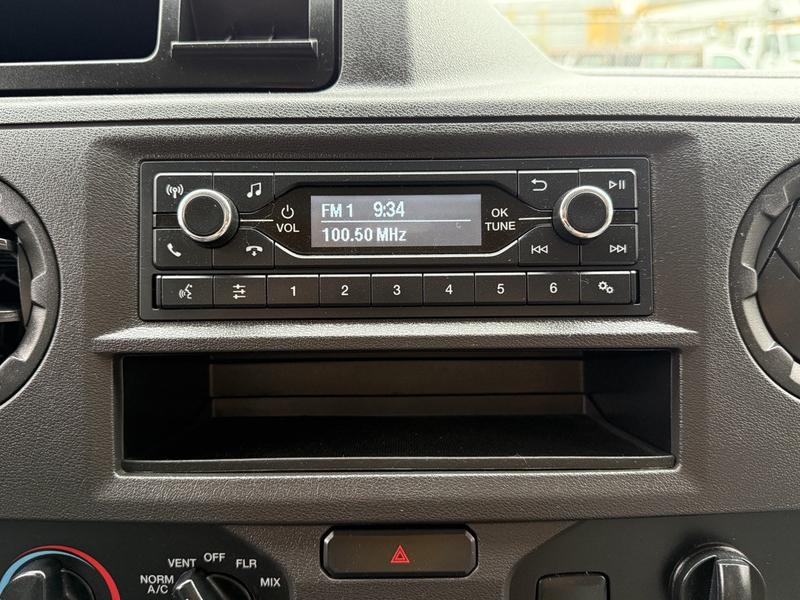 FM 1 9:34
100.50 MHz
VOL
OK
TUNE
1 2 3 4 5 6
VENT OFF FLR
NORM MIX
A/C